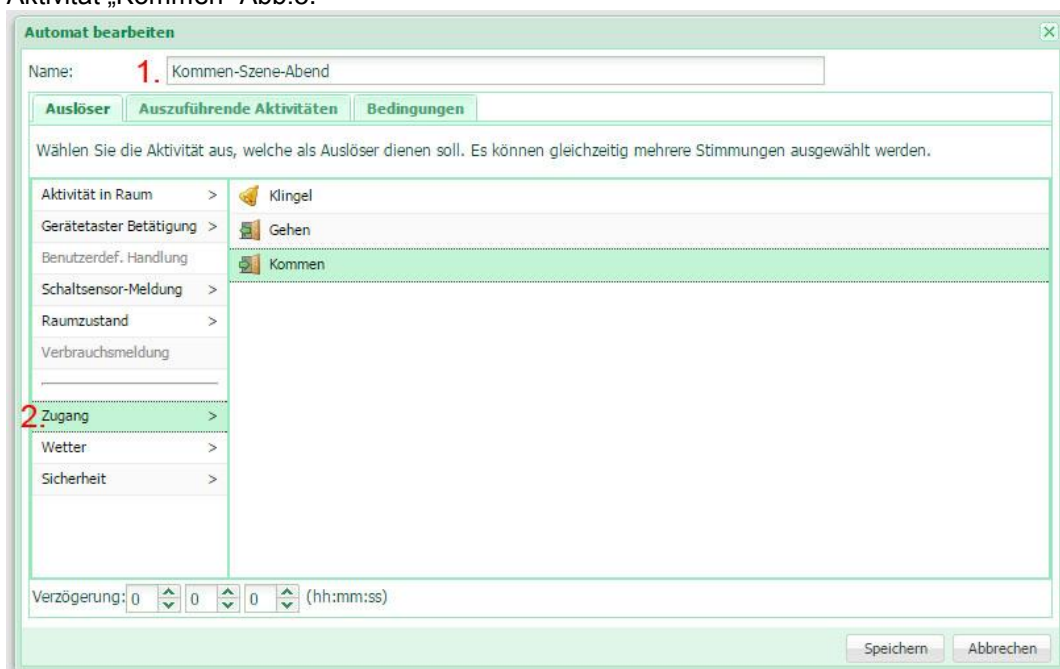 Aktivität „Kommen“ Abb.8.
Automat bearbeiten
Name: 1. Kommen-Szene-Abend
Auslöser Auszuführende Aktivitäten Bedingungen
Wählen Sie die Aktivität aus, welche als Auslöser dienen soll. Es können gleichzeitig mehrere Stimmungen ausgewählt werden.
Aktivität in Raum >
Gerätetaster Betätigung >
Benutzerdef. Handlung
Schaltsensor-Meldung >
Raumzustand >
Verbrauchsmeldung
2. Zugang >
Wetter >
Sicherheit >
Klingel
Gehen
Kommen
Verzögerung: 0 0 0 (hh:mm:ss)
Speichern Abbrechen